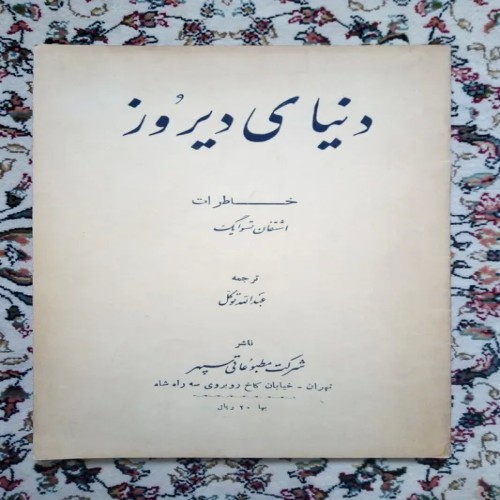 دنیای دیروز
خاطرات
اشتفان تسوایگ
ترجمه
عبدالله توکل
ناشر
شرکت مطبوعاتی سپهر
تهران - خیابان کاخ روبروی سه راه شاه
بها ۲۰ ریال